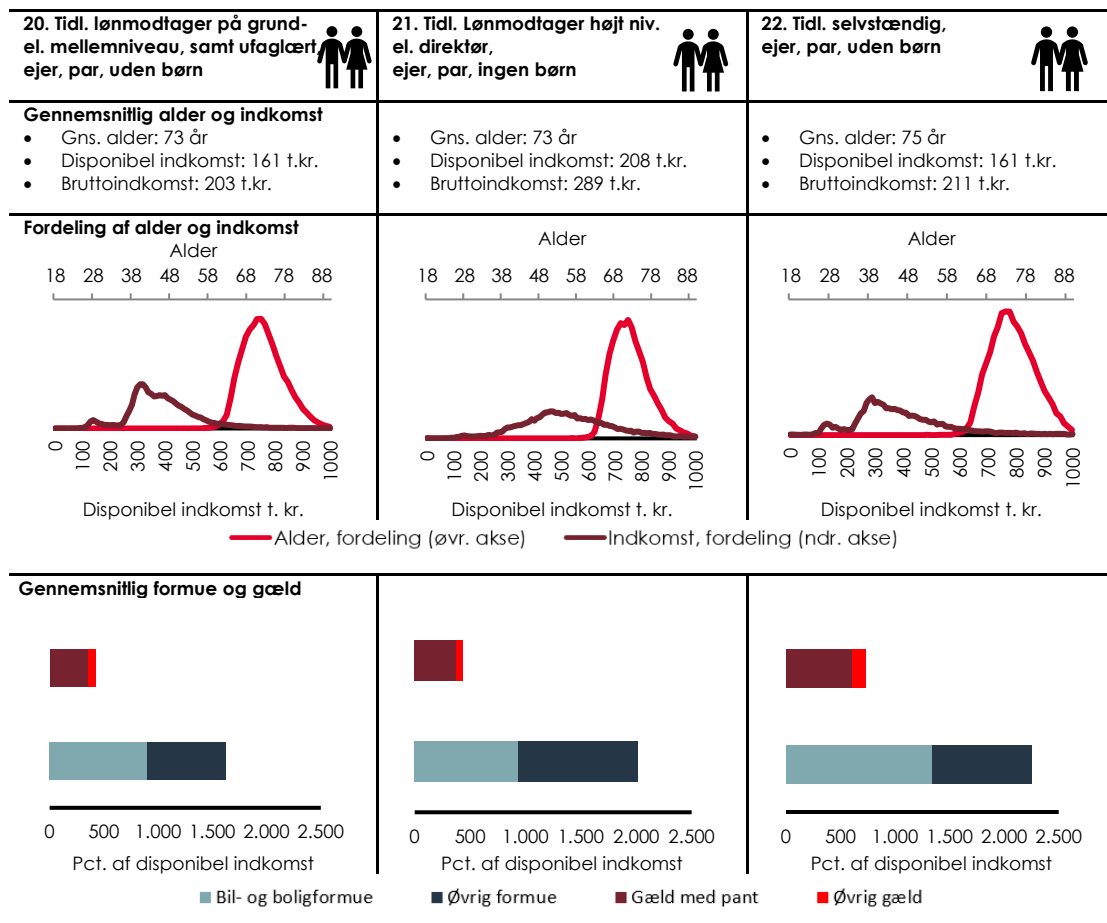 20. Tidl. lønmodtager på grund-
el. mellemniveau, samt ufaglært,
ejer, par, uden børn
21. Tidl. Lønmodtager højt niv.
el. direktør,
ejer, par, ingen børn
22. Tidl. selvstændig,
ejer, par, uden børn
Gennemsnitlig alder og indkomst
• Gns. alder: 73 år
• Disponibel indkomst: 161 t.kr.
• Bruttoindkomst: 203 t.kr.
• Gns. alder: 73 år
• Disponibel indkomst: 208 t.kr.
• Bruttoindkomst: 289 t.kr.
• Gns. alder: 75 år
• Disponibel indkomst: 161 t.kr.
• Bruttoindkomst: 211 t.kr.
Fordeling af alder og indkomst
Alder
18 28 38 48 58 68 78 88
0 100 200 300 400 500 600 700 800 900 1000
Disponibel indkomst t. kr.
Alder
18 28 38 48 58 68 78 88
0 100 200 300 400 500 600 700 800 900 1000
Disponibel indkomst t. kr.
Alder
18 28 38 48 58 68 78 88
0 100 200 300 400 500 600 700 800 900 1000
Disponibel indkomst t. kr.
Alder, fordeling (øvr. akse) Indkomst, fordeling (ndr. akse)
Gennemsnitlig formue og gæld
0 500 1.000 1.500 2.000 2.500
Pct. af disponibel indkomst
0 500 1.000 1.500 2.000 2.500
Pct. af disponibel indkomst
0 500 1.000 1.500 2.000 2.500
Pct. af disponibel indkomst
Bil- og boligformue Øvrig formue Gæld med pant Øvrig gæld